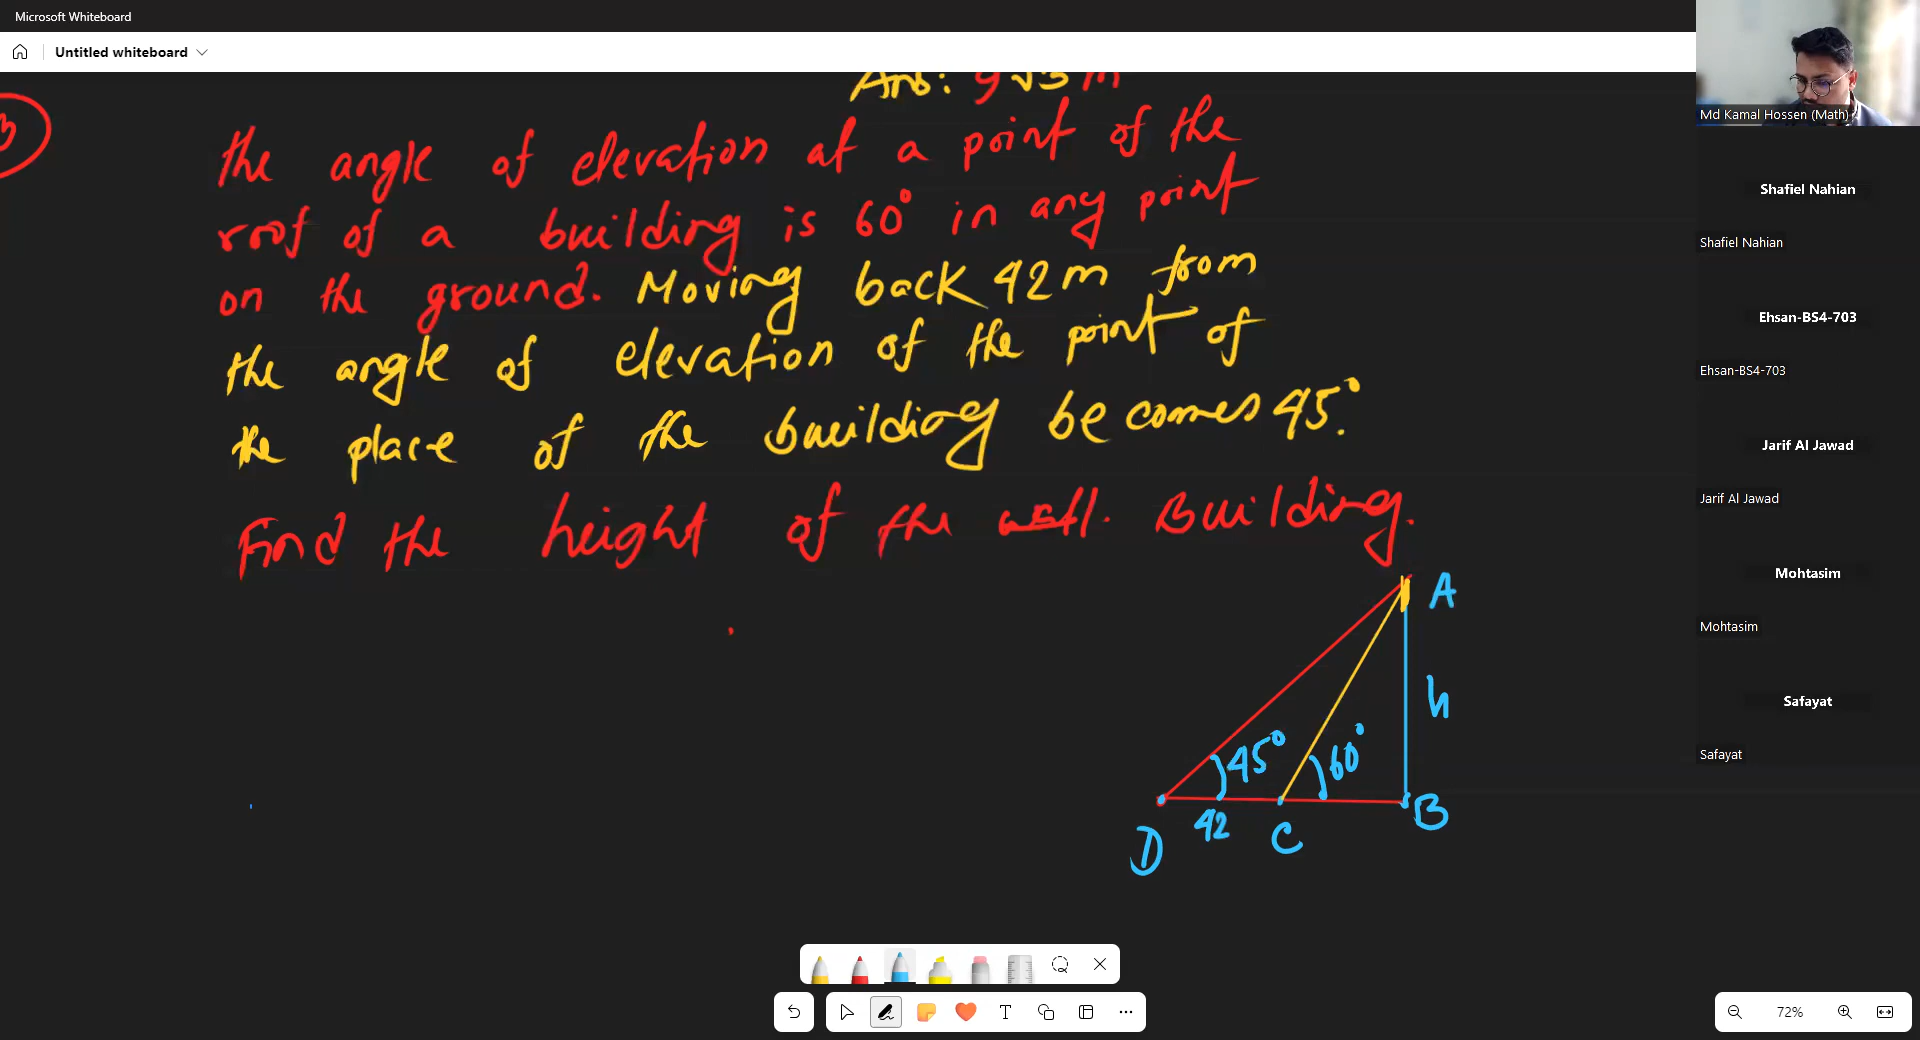 Microsoft Whiteboard
Untitled whiteboard
Ans: 9√3 m
the angle of elevation at a point of the
roof of a building is 60° in any point
on the ground. Moving back 42m from
the angle of elevation of the point of
the place of the building becomes 45°.
Find the height of the wall. Building.
A
h
45°
60°
D
42
C
B
Md Kamal Hossen (Math)
Shafiel Nahian
Shafiel Nahian
Ehsan-BS4-703
Ehsan-BS4-703
Jarif Al Jawad
Jarif Al Jawad
Mohtasim
Mohtasim
Safayat
Safayat
72%